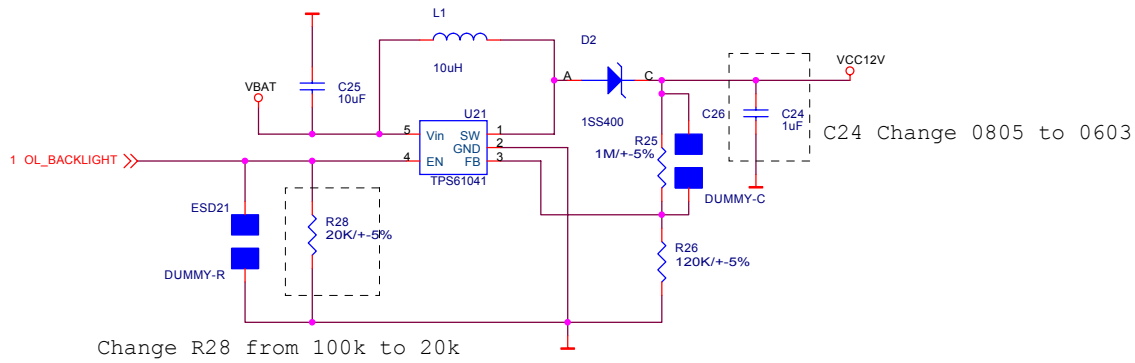 L1
10uH
D2
A
C
1SS400
VCC12V
VBAT
C25
10uF
U21
5
Vin
SW
1
GND
2
4
EN
FB
3
TPS61041
C26
C24
1uF
C24 Change 0805 to 0603
R25
1M/+-5%
DUMMY-C
1 OL_BACKLIGHT
ESD21
DUMMY-R
R28
20K/+-5%
R26
120K/+-5%
Change R28 from 100k to 20k